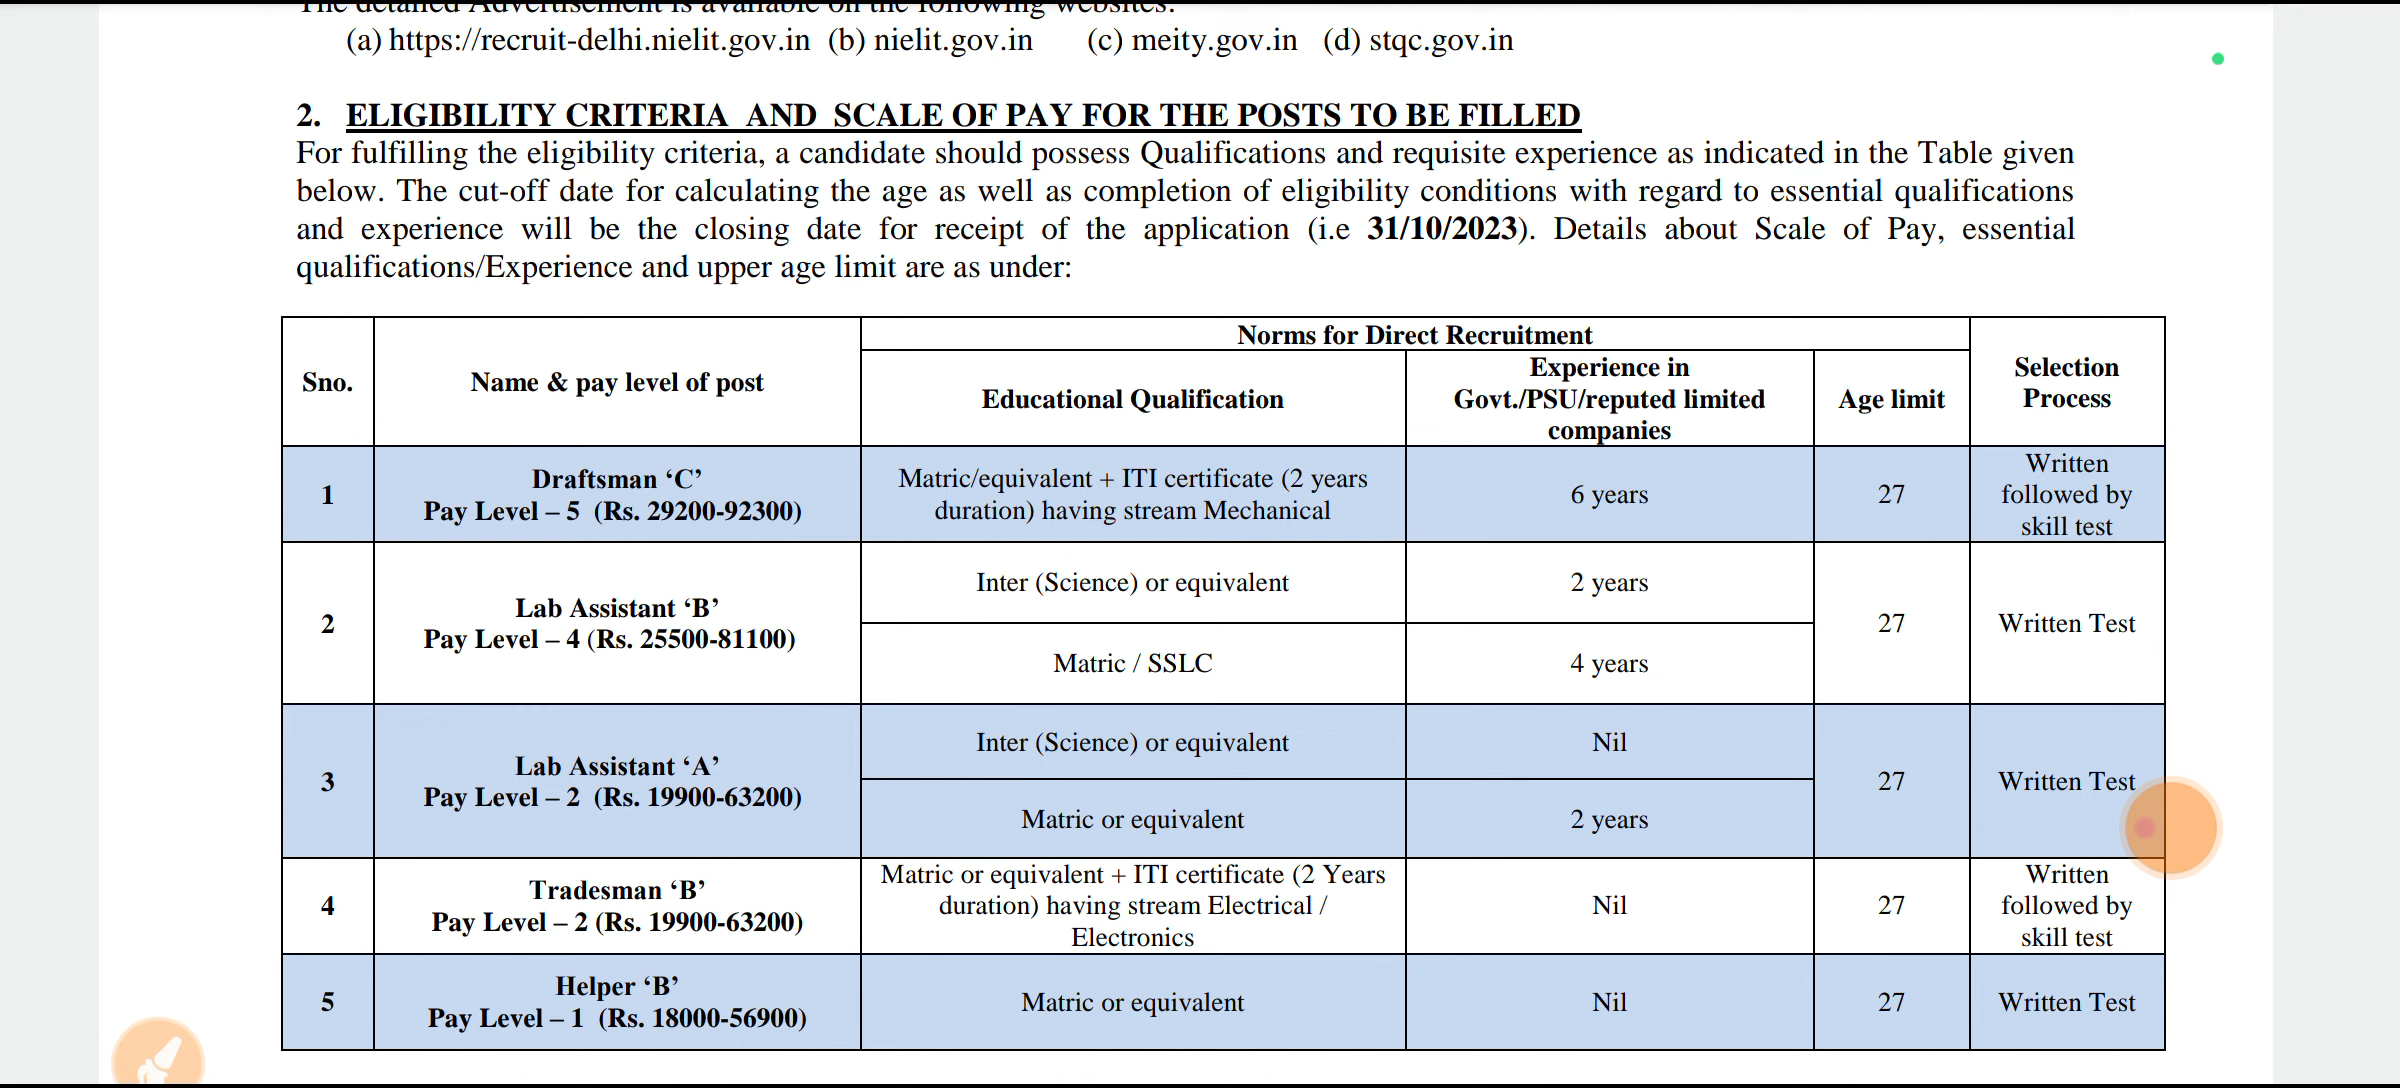 The detailed Advertisement is available on the following websites:
(a) https://recruit-delhi.nielit.gov.in (b) nielit.gov.in (c) meity.gov.in (d) stqc.gov.in
2. ELIGIBILITY CRITERIA AND SCALE OF PAY FOR THE POSTS TO BE FILLED
For fulfilling the eligibility criteria, a candidate should possess Qualifications and requisite experience as indicated in the Table given
below. The cut-off date for calculating the age as well as completion of eligibility conditions with regard to essential qualifications
and experience will be the closing date for receipt of the application (i.e 31/10/2023). Details about Scale of Pay, essential
qualifications/Experience and upper age limit are as under:
Sno.
Name & pay level of post
Norms for Direct Recruitment
Educational Qualification
Experience in
Govt./PSU/reputed limited
companies
Age limit
Selection
Process
1
Draftsman ‘C’
Pay Level – 5 (Rs. 29200-92300)
Matric/equivalent + ITI certificate (2 years
duration) having stream Mechanical
6 years
27
Written
followed by
skill test
2
Lab Assistant ‘B’
Pay Level – 4 (Rs. 25500-81100)
Inter (Science) or equivalent
2 years
Matric / SSLC
4 years
27
Written Test
3
Lab Assistant ‘A’
Pay Level – 2 (Rs. 19900-63200)
Inter (Science) or equivalent
Nil
Matric or equivalent
2 years
27
Written Test
4
Tradesman ‘B’
Pay Level – 2 (Rs. 19900-63200)
Matric or equivalent + ITI certificate (2 Years
duration) having stream Electrical /
Electronics
Nil
27
Written
followed by
skill test
5
Helper ‘B’
Pay Level – 1 (Rs. 18000-56900)
Matric or equivalent
Nil
27
Written Test